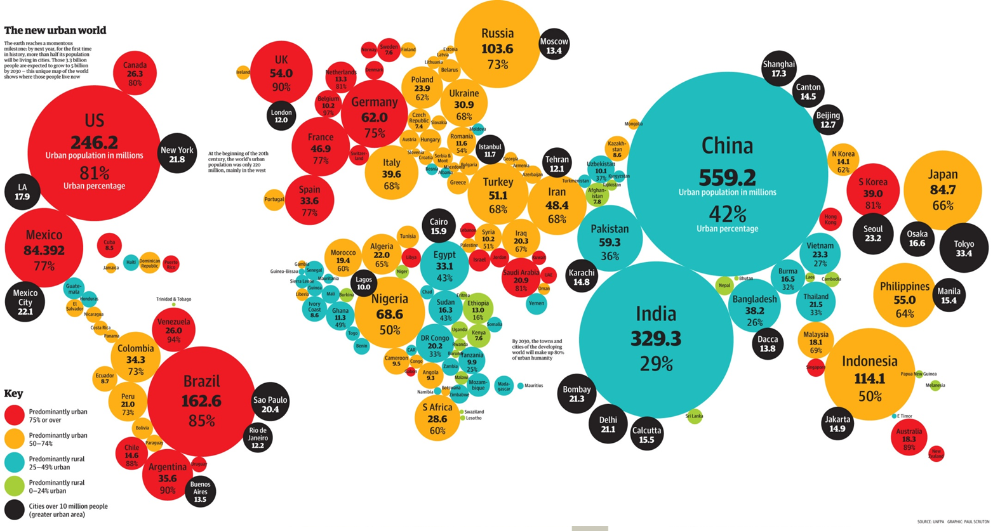 The new urban world
The earth reaches a momentous
milestone: by next year, for the first time
in history, more than half its population
will be living in cities. Those 3.3 billion
people are expected to grow to 5 billion
by 2030 – this unique map of the world
shows where those people live now
Canada
26.3
80%
US
246.2
Urban population in millions
81%
Urban percentage
New York
21.8
LA
17.9
Mexico
84.392
77%
Mexico
City
22.1
Cuba
8.5
Jamaica
Haiti
Dominican
Republic
Puerto
Rico
Guate-
mala
Honduras
El
Salvador
Nicaragua
Costa Rica
Panama
Trinidad & Tobago
Venezuela
26.0
94%
Colombia
34.3
73%
Ecuador
8.7
Peru
21.0
73%
Brazil
162.6
85%
Sao Paulo
20.4
Rio de
Janeiro
12.2
Bolivia
Paraguay
Chile
14.6
88%
Argentina
35.6
90%
Uruguay
Buenos
Aires
13.5
Key
Predominantly urban
75% or over
Predominantly urban
50–74%
Predominantly rural
25–49% urban
Predominantly rural
0–24% urban
Cities over 10 million people
(greater urban area)
At the beginning of the 20th
century, the world's urban
population was only 220
million, mainly in the west
Ireland
UK
54.0
90%
London
12.0
Norway
Sweden
7.6
Finland
Denmark
Netherlands
13.3
81%
Belgium
10.2
97%
Germany
62.0
75%
France
46.9
77%
Switzer-
land
Spain
33.6
77%
Portugal
Italy
39.6
68%
Estonia
Latvia
Lithuania
Belarus
Poland
23.9
62%
Ukraine
30.9
68%
Czech
Republic
7.4
Slovakia
Austria
Hungary
Moldova
Romania
11.6
54%
Slovenia
Croatia
Serbia &
Mont
Bosnia
Macedonia
Albania
Bulgaria
Greece
Russia
103.6
73%
Moscow
13.4
Istanbul
11.7
Turkey
51.1
68%
Georgia
Armenia
Azerbaijan
Tehran
12.1
Iran
48.4
68%
Cairo
15.9
Lebanon
Syria
10.2
51%
Palestine
Iraq
20.3
67%
Israel
Jordan
Kuwait
Saudi Arabia
20.9
81%
UAE
Oman
Yemen
Tunisia
Algeria
22.0
65%
Morocco
19.4
60%
Libya
Egypt
33.1
43%
Niger
Lagos
10.0
Nigeria
68.6
50%
Gambia
Guinea-Bissau
Senegal
Mauritania
Sierra Leone
Guinea
Liberia
Mali
Burkina
Ivory
Coast
8.6
Ghana
11.3
49%
Togo
Benin
Chad
Sudan
16.3
43%
Eritrea
Ethiopia
13.0
16%
Somalia
Uganda
Kenya
7.6
DR Congo
20.2
33%
Rwanda
Burundi
Tanzania
9.9
25%
CAR
Cameroon
9.5
Congo
Gabon
Angola
9.3
Zambia
Malawi
Mozam-
bique
Mada-
gascar
Mauritius
Namibia
Botswana
Zimbabwe
S Africa
28.6
60%
Swaziland
Lesotho
By 2030, the towns and
cities of the developing
world will make up 80%
of urban humanity
Mongolia
Kazakh-
stan
8.6
Uzbekistan
10.1
37%
Kyrgyzstan
Turkmenistan
Tajikistan
Afghan-
istan
7.8
Pakistan
59.3
36%
Karachi
14.8
China
559.2
Urban population in millions
42%
Urban percentage
Shanghai
17.3
Canton
14.5
Beijing
12.7
N Korea
14.1
62%
S Korea
39.0
81%
Seoul
23.2
Japan
84.7
66%
Osaka
16.6
Tokyo
33.4
Hong
Kong
Vietnam
23.3
27%
Burma
16.5
32%
Laos
Cambodia
Thailand
21.5
33%
Nepal
Bhutan
Bangladesh
38.2
26%
Dacca
13.8
India
329.3
29%
Bombay
21.3
Delhi
21.1
Calcutta
15.5
Sri Lanka
Philippines
55.0
64%
Manila
15.4
Malaysia
18.1
69%
Singapore
Indonesia
114.1
50%
Jakarta
14.9
Papua New Guinea
Melanesia
E Timor
Australia
18.3
89%
New
Zealand
SOURCE: UNFPA GRAPHIC: PAUL SCRUTON